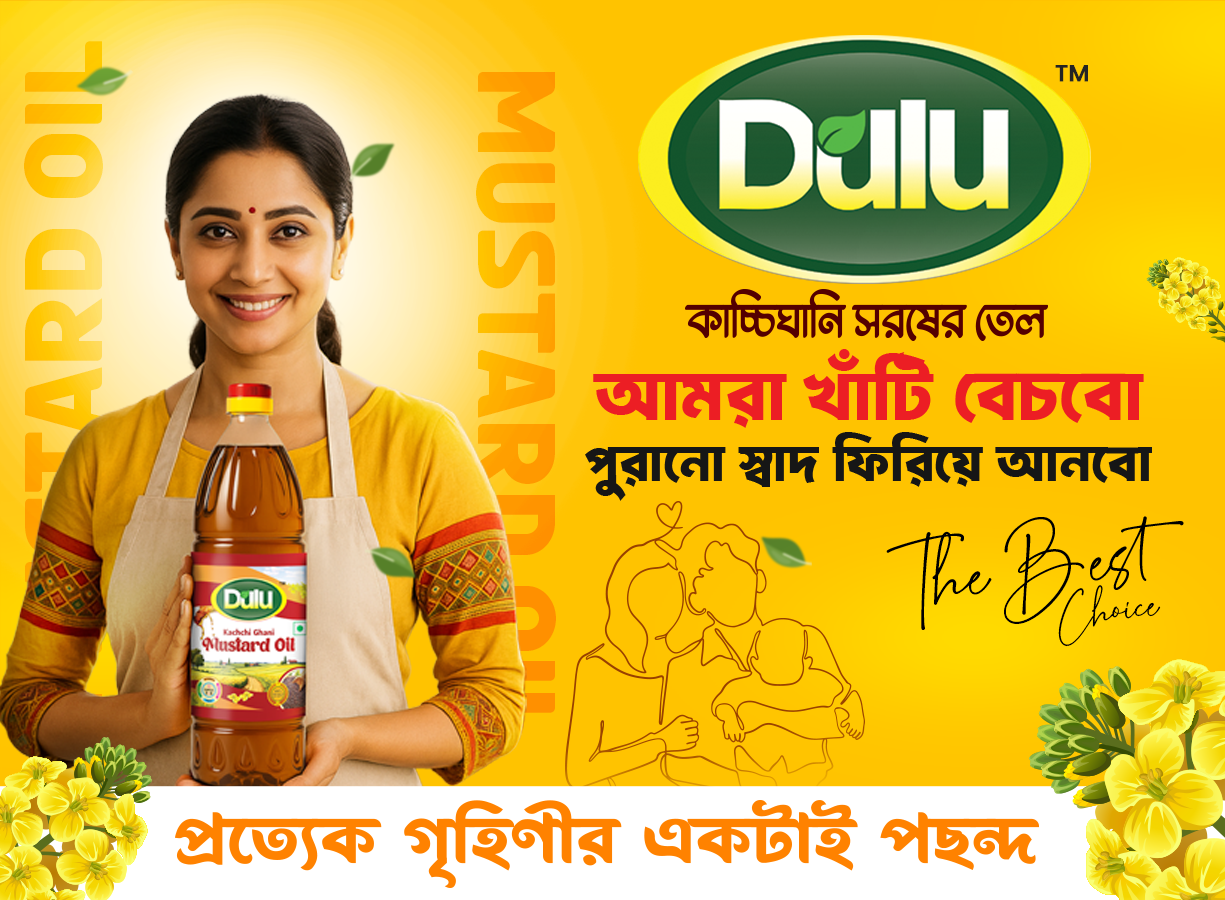 STARD OIL
MUSTARD OIL
Dulu
TM
কাচ্চিঘানি সরষের তেল
আমরা খাঁটি বেচবো
পুরানো স্বাদ ফিরিয়ে আনবো
The Best
Choice
Dulu
Kachchi Ghani
Mustard Oil
প্রত্যেক গৃহিণীর একটাই পছন্দ